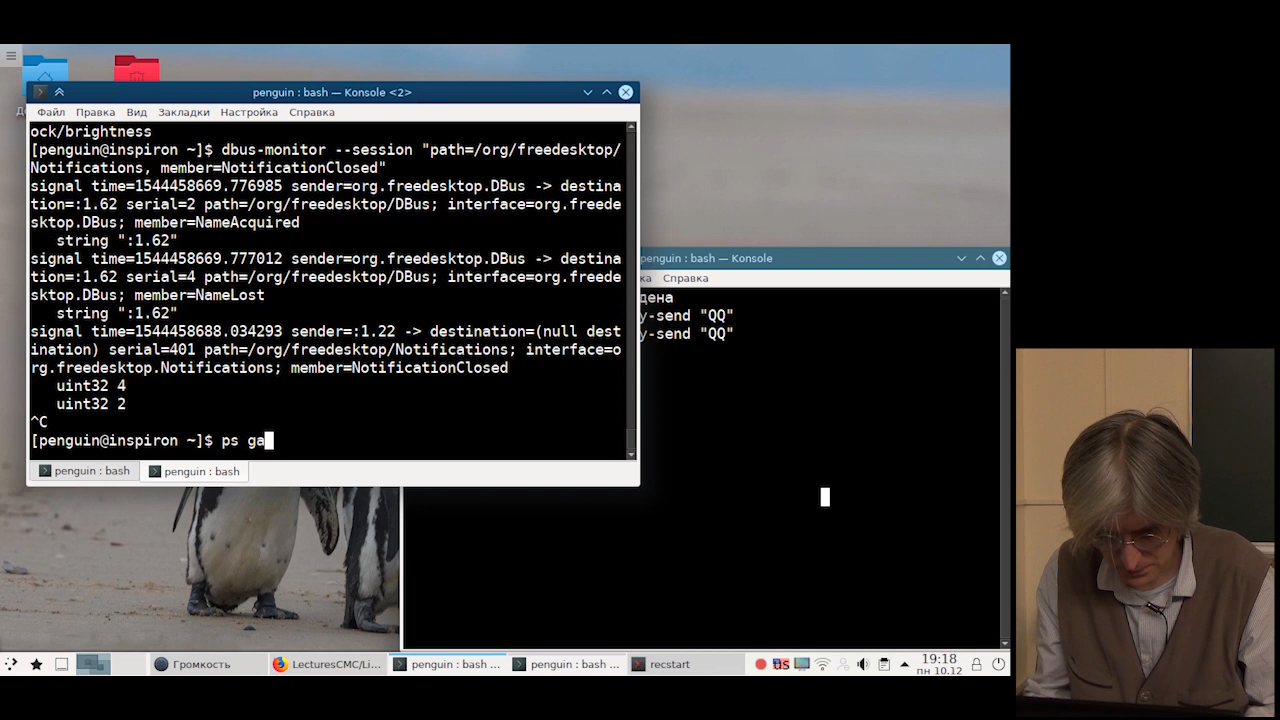 penguin : bash — Konsole <2>
Файл Правка Вид Закладки Настройка Справка
ock/brightness
[penguin@inspiron ~]$ dbus-monitor --session "path=/org/freedesktop/
Notifications, member=NotificationClosed"
signal time=1544458669.776985 sender=org.freedesktop.DBus -> destina
tion=:1.62 serial=2 path=/org/freedesktop/DBus; interface=org.freede
sktop.DBus; member=NameAcquired
string ":1.62"
signal time=1544458669.777012 sender=org.freedesktop.DBus -> destina
tion=:1.62 serial=4 path=/org/freedesktop/DBus; interface=org.freede
sktop.DBus; member=NameLost
string ":1.62"
signal time=1544458688.034293 sender=:1.22 -> destination=(null dest
ination) serial=401 path=/org/freedesktop/Notifications; interface=o
rg.freedesktop.Notifications; member=NotificationClosed
uint32 4
uint32 2
^C
[penguin@inspiron ~]$ ps ga
penguin : bash penguin : bash
penguin : bash — Konsole
ка Справка
дена
y-send "QQ"
y-send "QQ"
Громкость LecturesCMC/Li... penguin : bash ... penguin : bash ... recstart us 19:18
пн 10.12